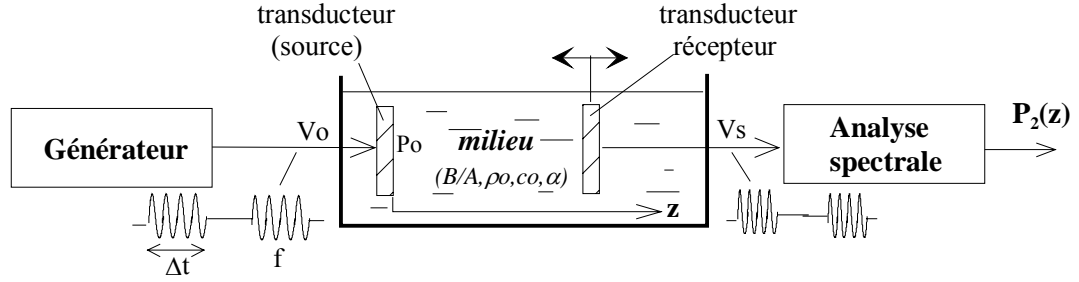 transducteur
(source)
transducteur
récepteur
Générateur
Vo
Po
milieu
(B/A, ρo, co, α)
z
Vs
Analyse
spectrale
P₂(z)
Δt
f